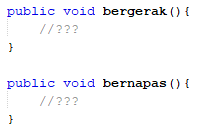 public void bergerak(){
//???
}
public void bernapas(){
//???
}